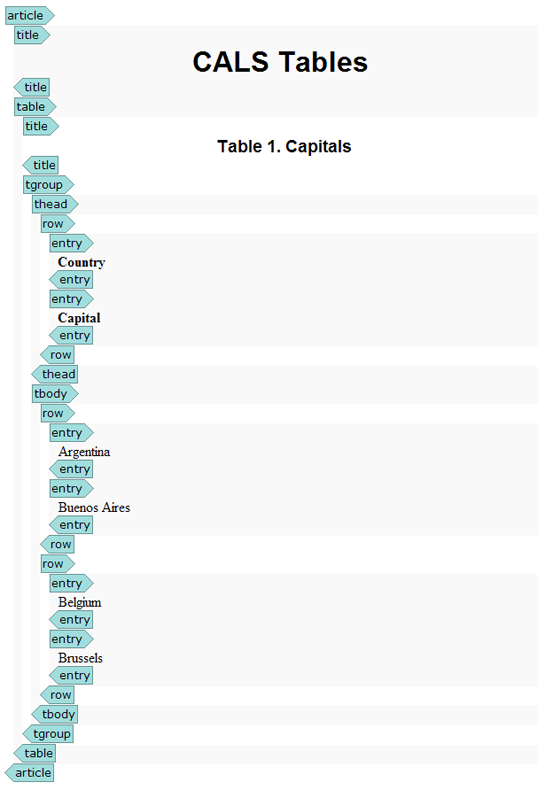 article
title
CALS Tables
title
table
title
Table 1. Capitals
title
tgroup
thead
row
entry
Country
entry
entry
Capital
entry
row
thead
tbody
row
entry
Argentina
entry
entry
Buenos Aires
entry
row
row
entry
Belgium
entry
entry
Brussels
entry
row
tbody
tgroup
table
article